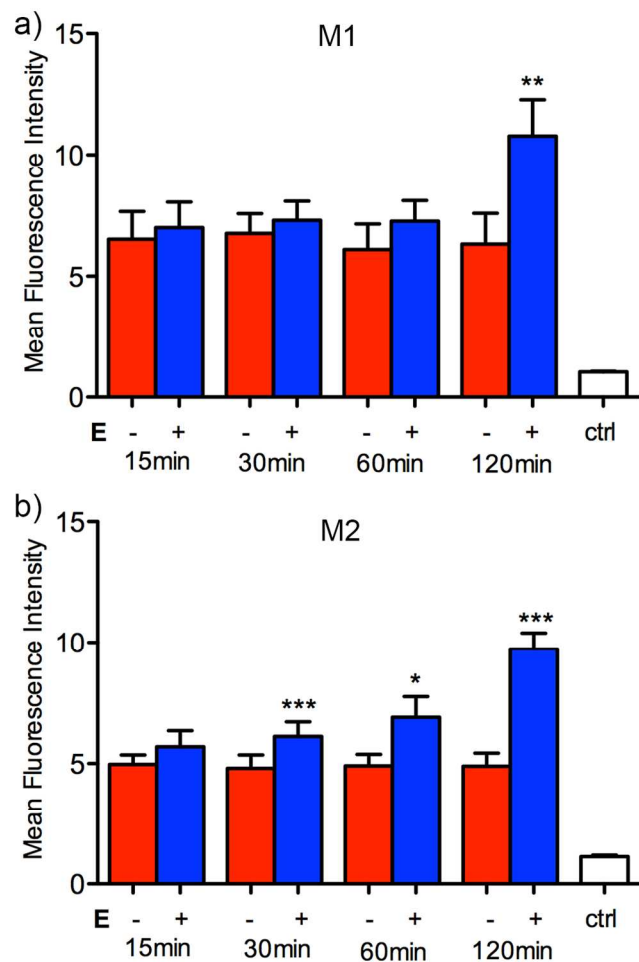 a)
M1
Mean Fluorescence Intensity
15
**
10
5
0
E - + - + - + - + ctrl
15min 30min 60min 120min
b)
M2
Mean Fluorescence Intensity
15
***
10
*
***
5
0
E - + - + - + - + ctrl
15min 30min 60min 120min